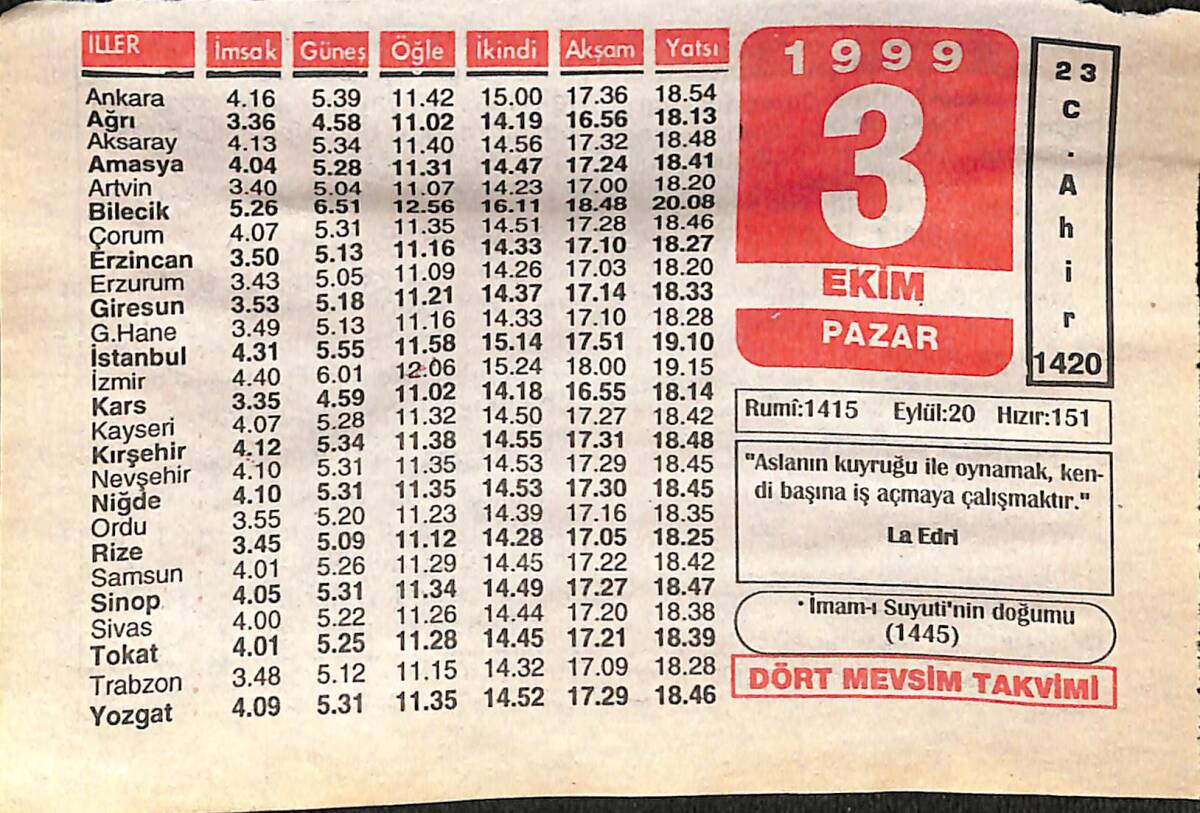 İLLER İmsak Güneş Öğle İkindi Akşam Yatsı
Ankara 4.16 5.39 11.42 15.00 17.36 18.54
Ağrı 3.36 4.58 11.02 14.19 16.56 18.13
Aksaray 4.13 5.34 11.40 14.56 17.32 18.48
Amasya 4.04 5.28 11.31 14.47 17.24 18.41
Artvin 3.40 5.04 11.07 14.23 17.00 18.20
Bilecik 5.26 6.51 12.56 16.11 18.48 20.08
Çorum 4.07 5.31 11.35 14.51 17.28 18.46
Erzincan 3.50 5.13 11.16 14.33 17.10 18.27
Erzurum 3.43 5.05 11.09 14.26 17.03 18.20
Giresun 3.53 5.18 11.21 14.37 17.14 18.33
G.Hane 3.49 5.13 11.16 14.33 17.10 18.28
İstanbul 4.31 5.55 11.58 15.14 17.51 19.10
İzmir 4.40 6.01 12.06 15.24 18.00 19.15
Kars 3.35 4.59 11.02 14.18 16.55 18.14
Kayseri 4.07 5.28 11.32 14.50 17.27 18.42
Kırşehir 4.12 5.34 11.38 14.55 17.31 18.48
Nevşehir 4.10 5.31 11.35 14.53 17.29 18.45
Niğde 4.10 5.31 11.35 14.53 17.30 18.45
Ordu 3.55 5.20 11.23 14.39 17.16 18.35
Rize 3.45 5.09 11.12 14.28 17.05 18.25
Samsun 4.01 5.26 11.29 14.45 17.22 18.42
Sinop 4.05 5.31 11.34 14.49 17.27 18.47
Sivas 4.00 5.22 11.26 14.44 17.20 18.38
Tokat 4.01 5.25 11.28 14.45 17.21 18.39
Trabzon 3.48 5.12 11.15 14.32 17.09 18.28
Yozgat 4.09 5.31 11.35 14.52 17.29 18.46
1999
3
EKİM
PAZAR
23
C
.
A
h
i
r
1420
Rumî:1415 Eylül:20 Hızır:151
"Aslanın kuyruğu ile oynamak, ken-
di başına iş açmaya çalışmaktır."
La Edri
• İmam-ı Suyuti'nin doğumu
(1445)
DÖRT MEVSİM TAKVİMİ